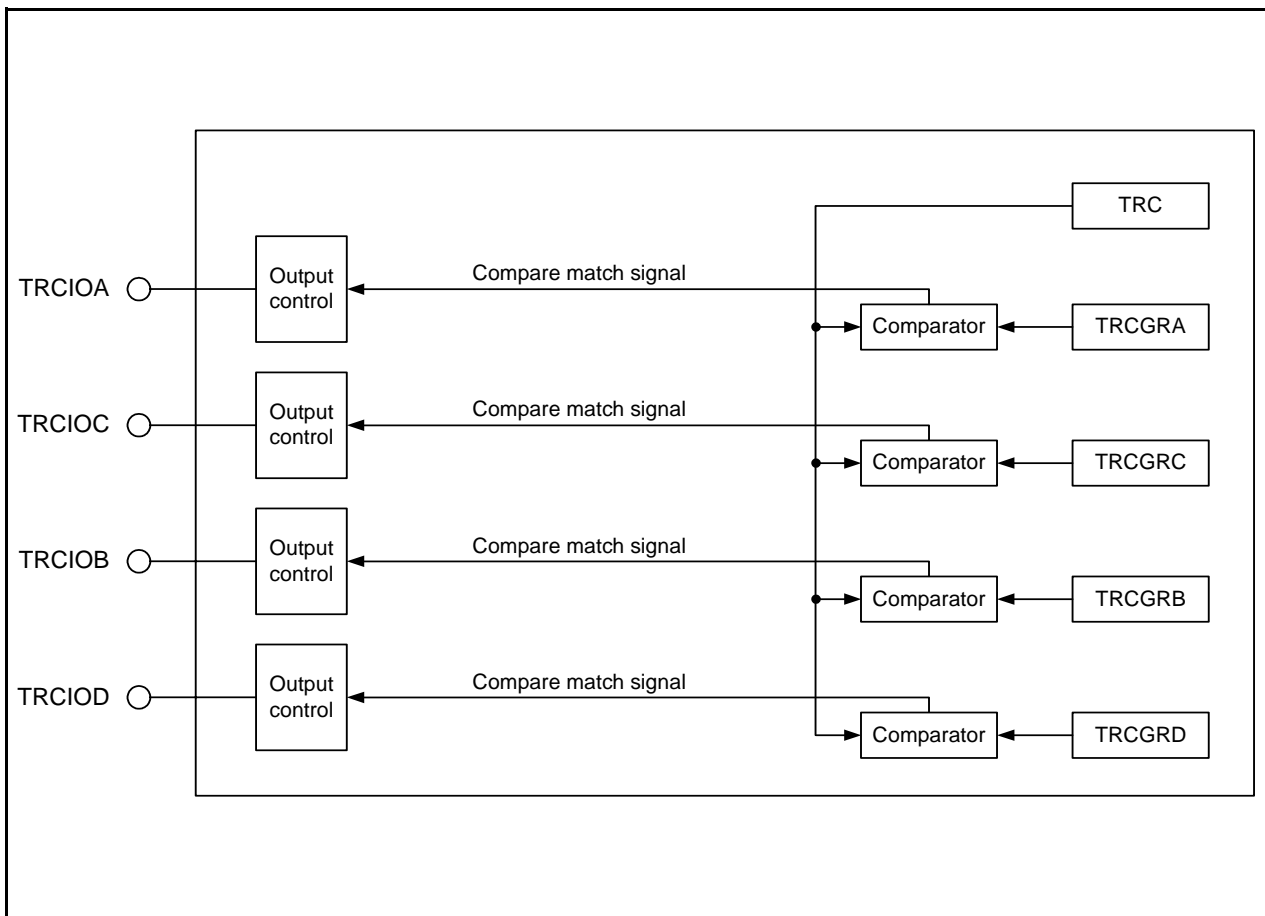 TRC
TRCIOA
Output
control
Compare match signal
Comparator
TRCGRA
TRCIOC
Output
control
Compare match signal
Comparator
TRCGRC
TRCIOB
Output
control
Compare match signal
Comparator
TRCGRB
TRCIOD
Output
control
Compare match signal
Comparator
TRCGRD